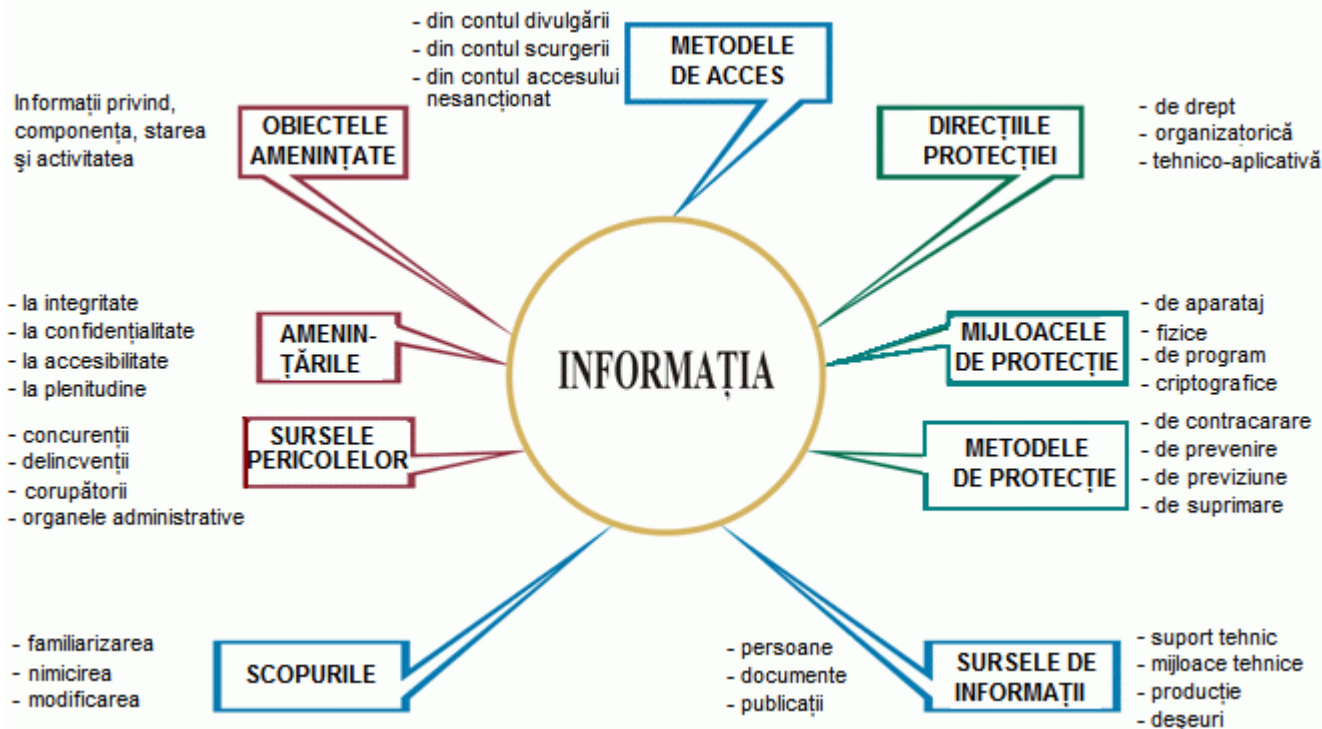 - din contul divulgării
- din contul scurgerii
- din contul accesului
nesancționat
METODELE
DE ACCES
Informații privind,
componența, starea
și activitatea
OBIECTELE
AMENINȚATE
DIRECȚIILE
PROTECȚIEI
- de drept
- organizatorică
- tehnico-aplicativă
- la integritate
- la confidențialitate
- la accesibilitate
- la plenitudine
AMENIN-
ȚĂRILE
INFORMAȚIA
MIJLOACELE
DE PROTECȚIE
- de aparataj
- fizice
- de program
- criptografice
- concurenții
- delincvenții
- corupătorii
- organele administrative
SURSELE
PERICOLELOR
METODELE
DE PROTECȚIE
- de contracarare
- de prevenire
- de previziune
- de suprimare
- familiarizarea
- nimicirea
- modificarea
SCOPURILE
- persoane
- documente
- publicații
SURSELE DE
INFORMAȚII
- suport tehnic
- mijloace tehnice
- producție
- deșeuri